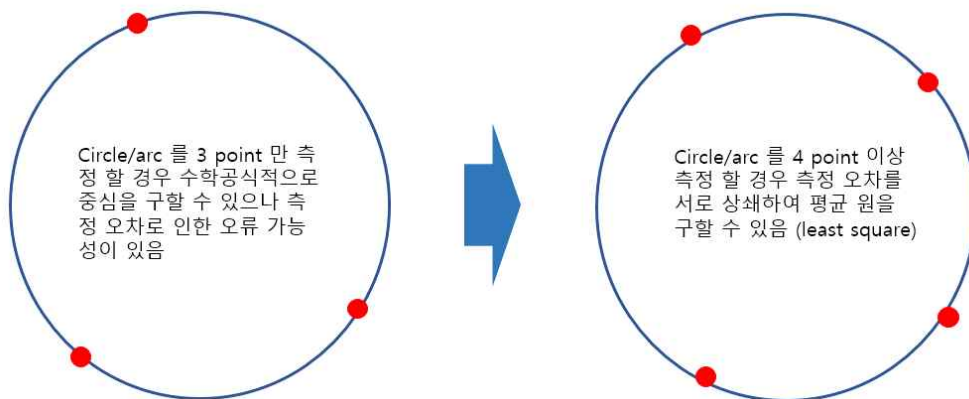 Circle/arc 를 3 point 만 측
정 할 경우 수학공식적으로
중심을 구할 수 있으나 측
정 오차로 인한 오류 가능
성이 있음
Circle/arc 를 4 point 이상
측정 할 경우 측정 오차를
서로 상쇄하여 평균 원을
구할 수 있음 (least square)